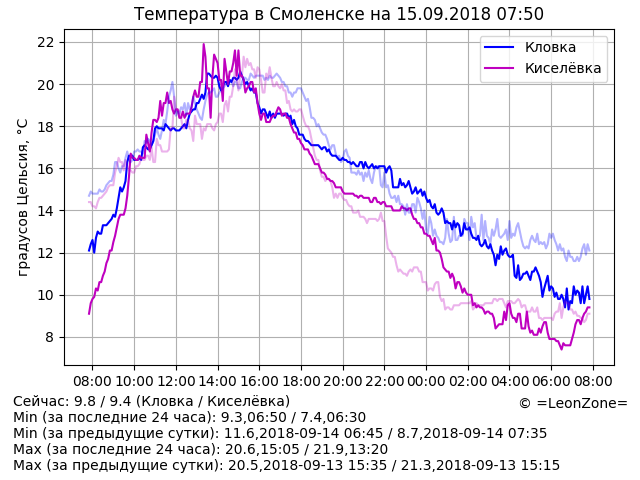 Температура в Смоленске на 15.09.2018 07:50
градусов Цельсия, °C
22
20
18
16
14
12
10
8
Кловка
Киселёвка
08:00 10:00 12:00 14:00 16:00 18:00 20:00 22:00 00:00 02:00 04:00 06:00 08:00
Сейчас: 9.8 / 9.4 (Кловка / Киселёвка)
© =LeonZone=
Min (за последние 24 часа): 9.3,06:50 / 7.4,06:30
Min (за предыдущие сутки): 11.6,2018-09-14 06:45 / 8.7,2018-09-14 07:35
Max (за последние 24 часа): 20.6,15:05 / 21.9,13:20
Max (за предыдущие сутки): 20.5,2018-09-13 15:35 / 21.3,2018-09-13 15:15